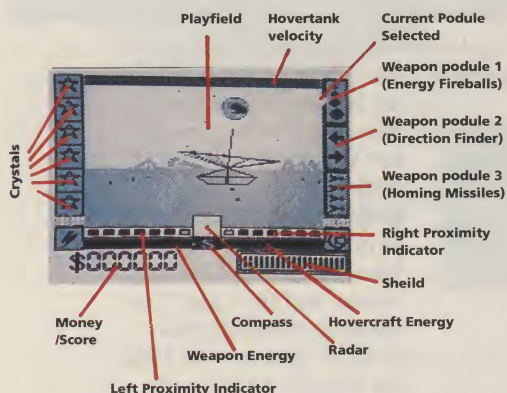 Playfield
Hovertank
velocity
Current Podule
Selected
Weapon podule 1
(Energy Fireballs)
Weapon podule 2
(Direction Finder)
Weapon podule 3
(Homing Missiles)
Crystals
Right Proximity
Indicator
$000000
Sheild
Money
/Score
Compass
Hovercraft Energy
Weapon Energy
Radar
Left Proximity Indicator